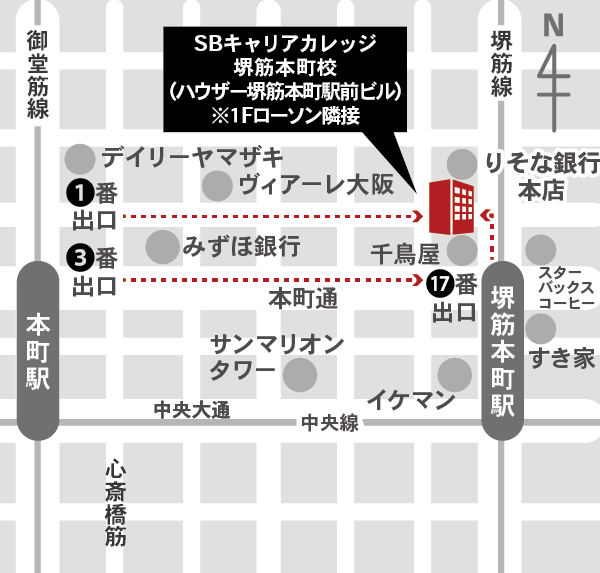 御堂筋線
SBキャリアカレッジ
堺筋本町校
（ハウザー堺筋本町駅前ビル）
※1Fローソン隣接
堺筋線
N
デイリーヤマザキ
ヴィアーレ大阪
りそな銀行
本店
1番
出口
みずほ銀行
千鳥屋
3番
出口
本町通
17番
出口
スター
バックス
コーヒー
本町駅
堺筋本町駅
サンマリオン
タワー
すき家
イケマン
中央大通
中央線
心斎橋筋